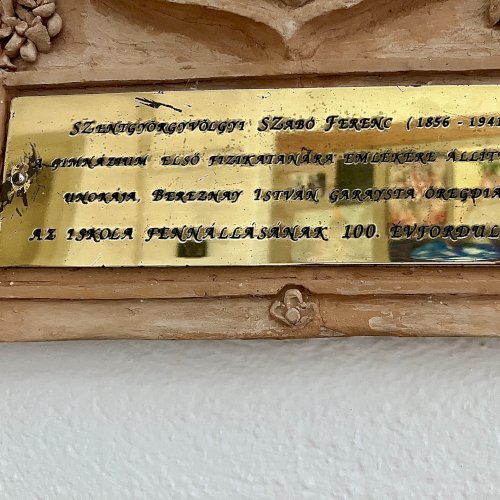 SZENTGYÖRGYVÖLGYI SZABÓ FERENC (1856 - 1941
A GIMNÁZIUM ELSŐ FIZIKATANÁRA EMLÉKÉRE ÁLLÍT
UNOKÁJA, BEREZNAY ISTVÁN GARAYSTA ÖREGDI
AZ ISKOLA FENNÁLLÁSÁNAK 100. ÉVFORDUL